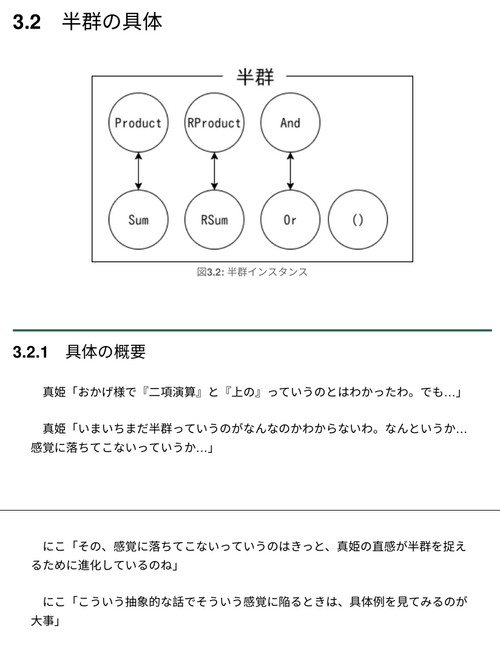 3.2 半群の具体
半群
Product
RProduct
And
Sum
RSum
Or
()
図3.2: 半群インスタンス
3.2.1 具体の概要
真姫「おかげ様で『二項演算』と『上の』っていうのとはわかったわ。でも…」
真姫「いまいちまだ半群っていうのがなんなのかわからないわ。なんというか…
感覚に落ちてこないっていうか…」
にこ「その、感覚に落ちてこないっていうのはきっと、真姫の直感が半群を捉え
るために進化しているのね」
にこ「こういう抽象的な話でそういう感覚に陥るときは、具体例を見てみるのが
大事」